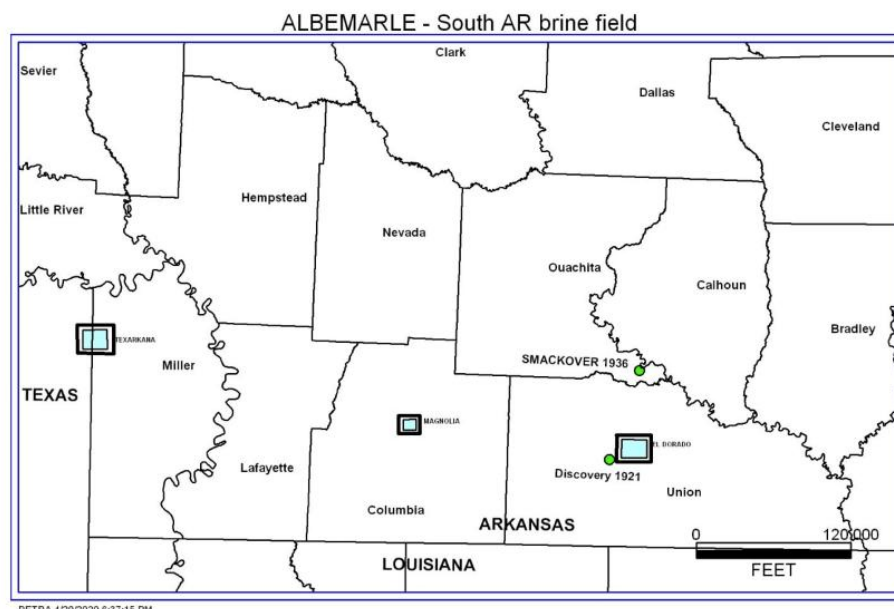 ALBEMARLE - South AR brine field
Clark
Sevier
Dallas
Cleveland
Hempstead
Little River
Nevada
Ouachita
Calhoun
Bradley
TEXARKANA
SMACKOVER 1936
Miller
TEXAS
MAGNOLIA
EL DORADO
Lafayette
Discovery 1921
Union
Columbia
ARKANSAS
0 120000
LOUISIANA
FEET